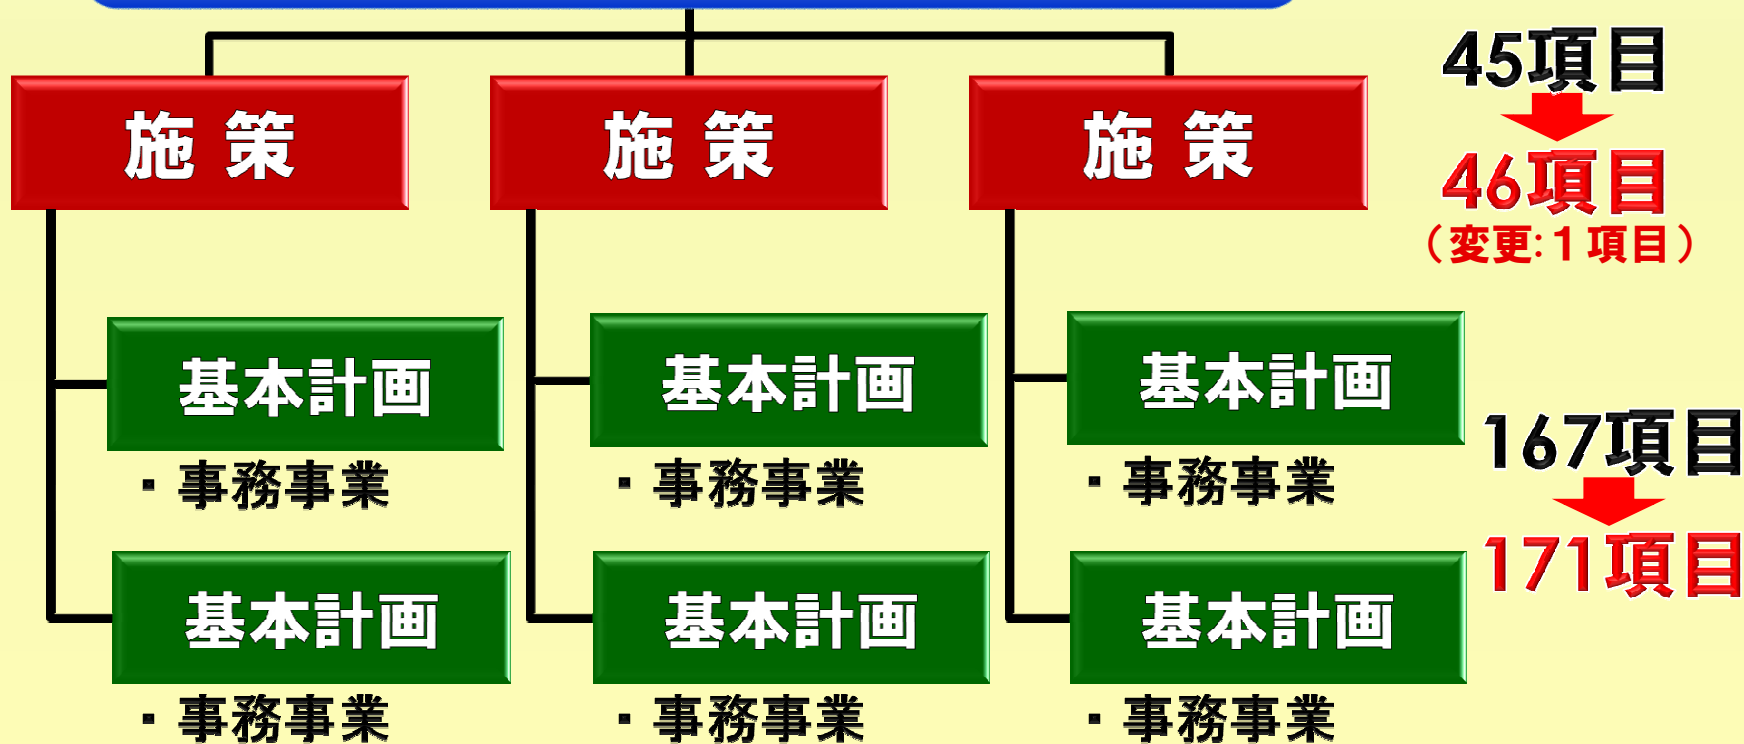 施策 施策 施策
45項目
46項目
（変更:１項目）
基本計画 基本計画 基本計画
・事務事業 ・事務事業 ・事務事業
167項目
171項目
基本計画 基本計画 基本計画
・事務事業 ・事務事業 ・事務事業